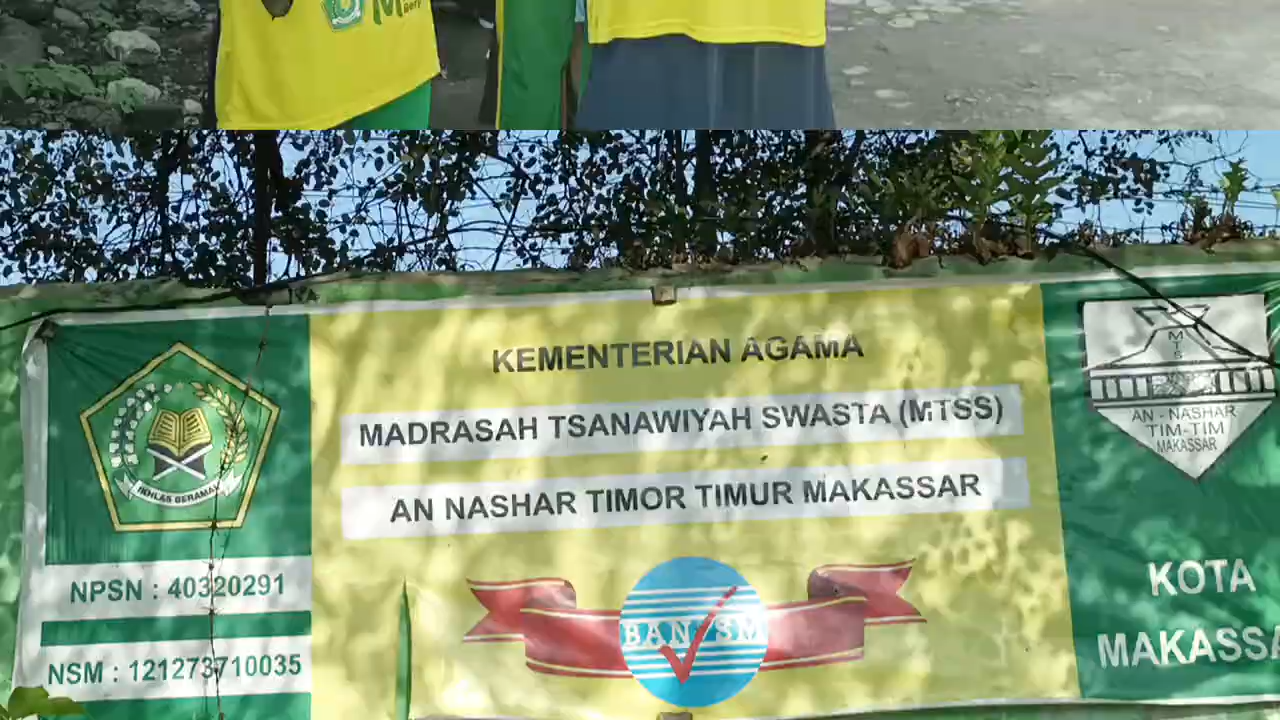 KEMENTERIAN AGAMA
MADRASAH TSANAWIYAH SWASTA (MTSS)
AN NASHAR TIMOR TIMUR MAKASSAR
IKHLAS BERAMAL
NPSN : 40320291
NSM : 121273710035
BAN SM
MTS
AN - NASHAR
TIM-TIM
MAKASSAR
KOTA
MAKASSA